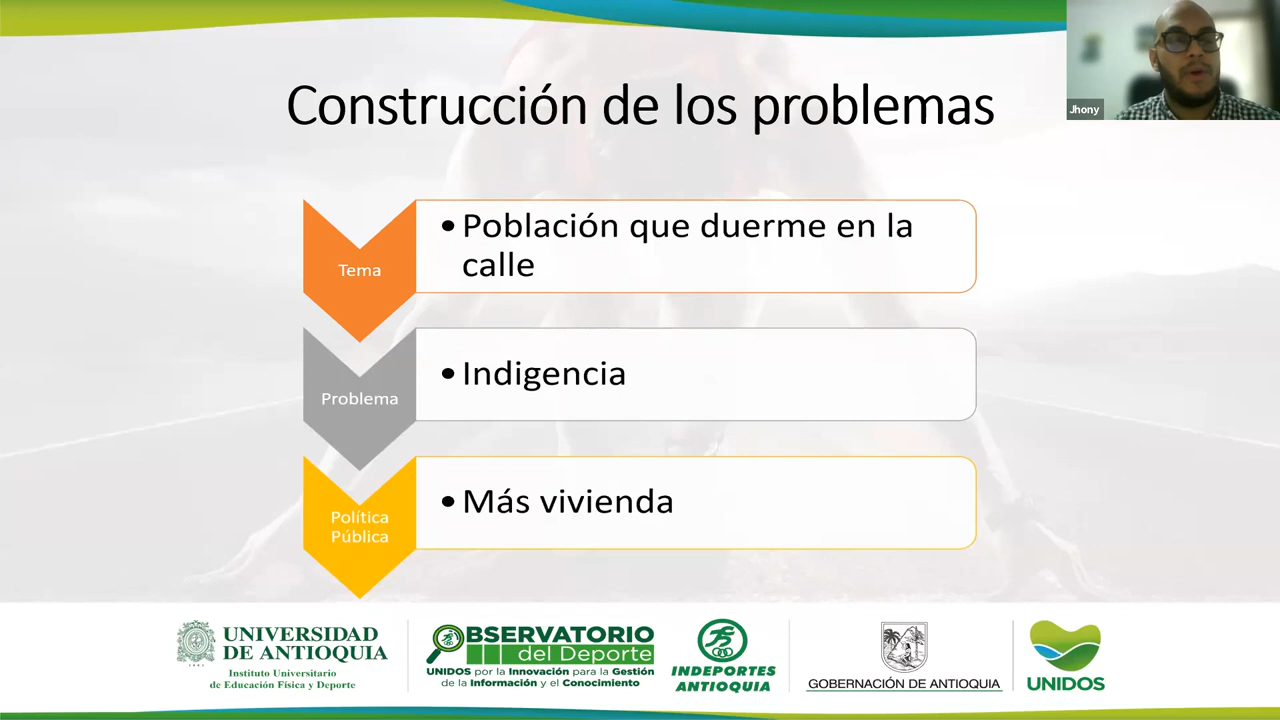 Construcción de los problemas
Jhony
Tema
•Población que duerme en la
calle
Problema
•Indigencia
Política
Pública
•Más vivienda
UNIVERSIDAD
DE ANTIOQUIA
Instituto Universitario
de Educación Física y Deporte
OBSERVATORIO
del Deporte
UNIDOS por la Innovación para la Gestión
de la Información y el Conocimiento
INDEPORTES
ANTIOQUIA
GOBERNACIÓN DE ANTIOQUIA
UNIDOS